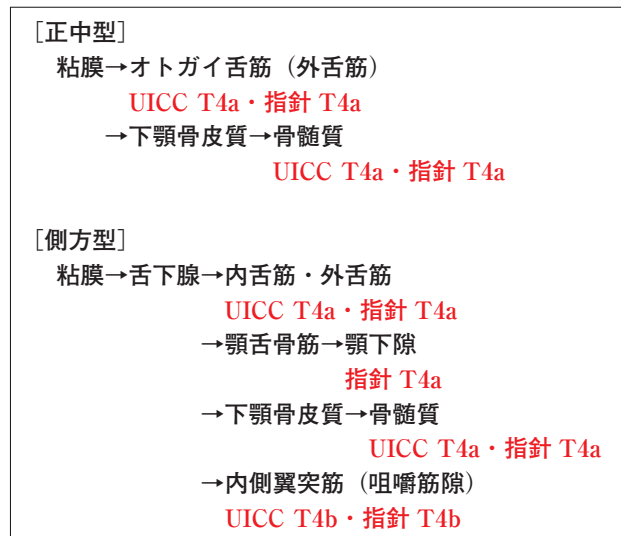 ［正中型］
粘膜→オトガイ舌筋（外舌筋）
UICC T4a・指針 T4a
→下顎骨皮質→骨髄質
UICC T4a・指針 T4a
［側方型］
粘膜→舌下腺→内舌筋・外舌筋
UICC T4a・指針 T4a
→顎舌骨筋→顎下隙
指針 T4a
→下顎骨皮質→骨髄質
UICC T4a・指針 T4a
→内側翼突筋（咀嚼筋隙）
UICC T4b・指針 T4b